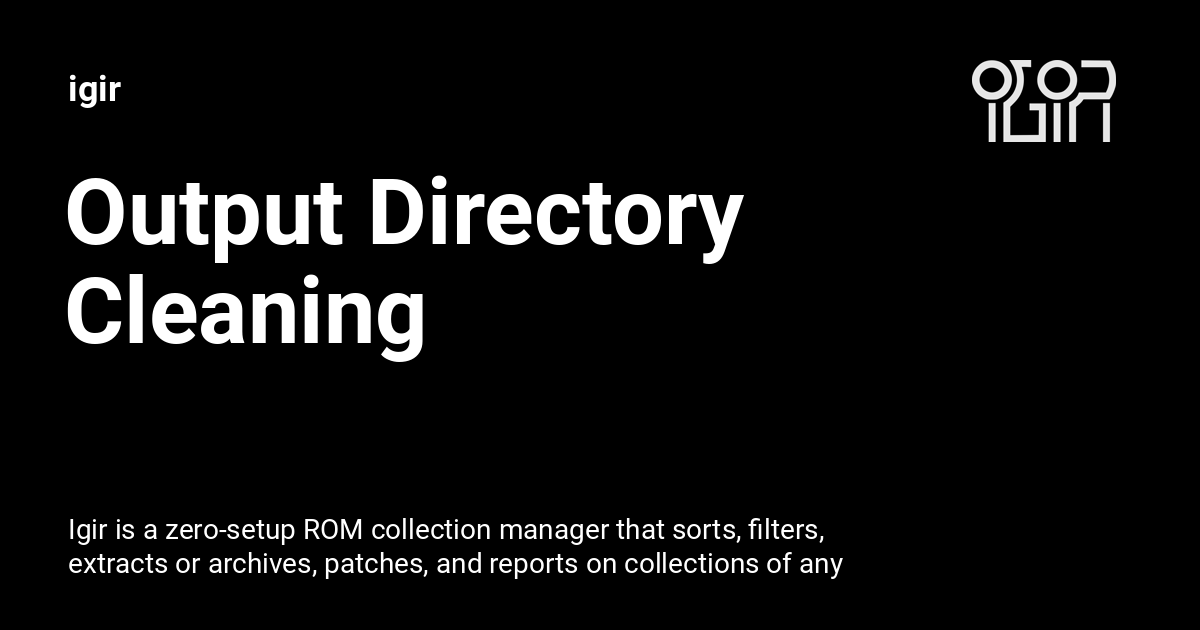 igir
IGIR
Output Directory
Cleaning
Igir is a zero-setup ROM collection manager that sorts, filters,
extracts or archives, patches, and reports on collections of any